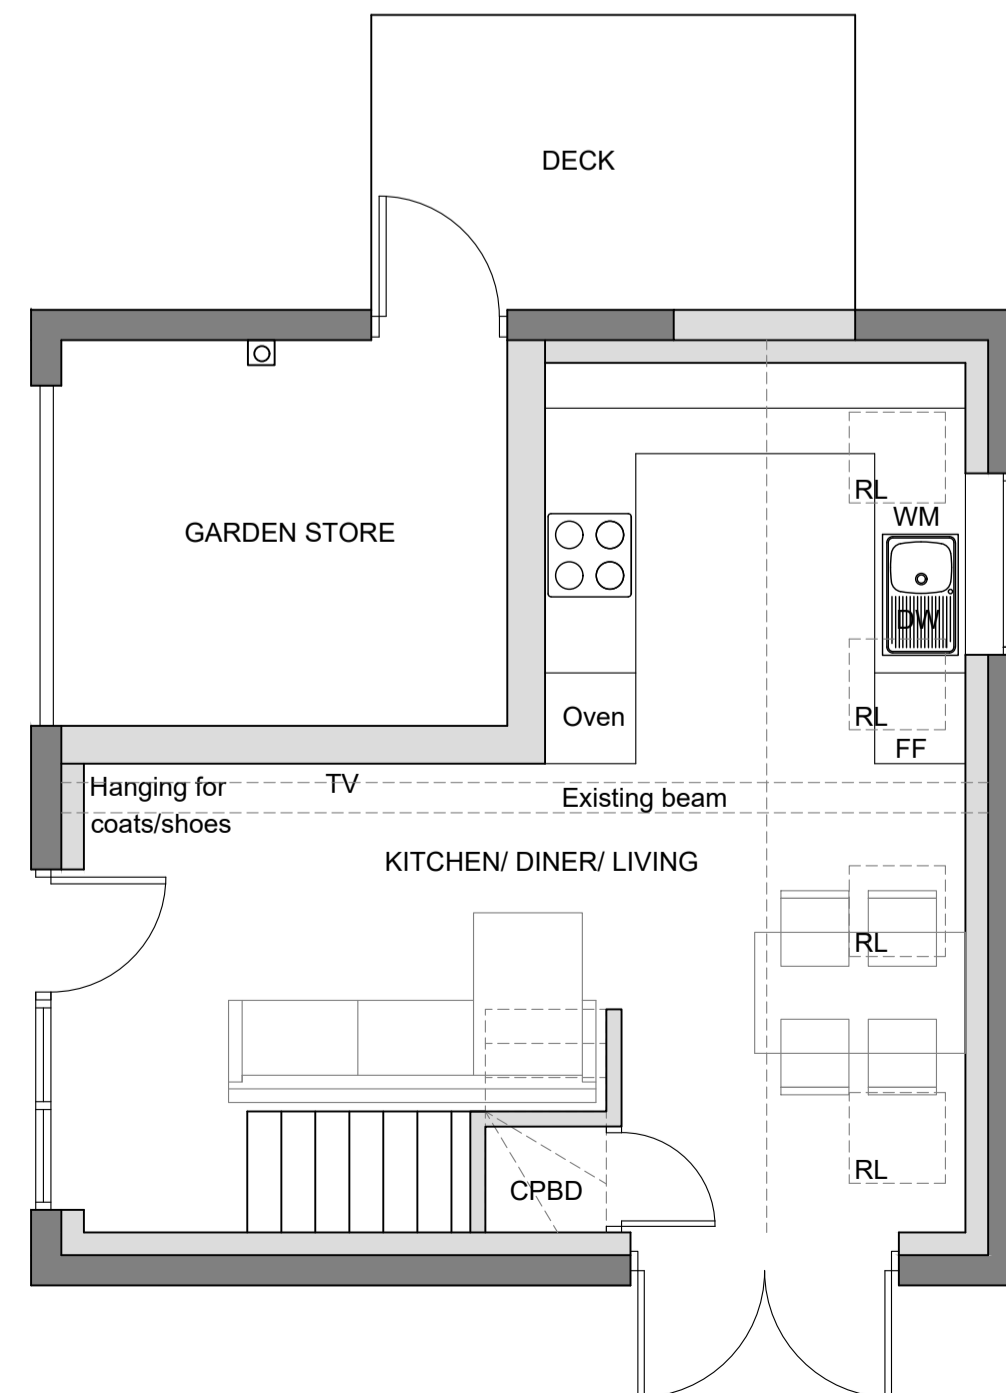 DECK
GARDEN STORE
RL
WM
DW
Oven
RL
FF
Hanging for
coats/shoes
TV
Existing beam
KITCHEN/ DINER/ LIVING
RL
CPBD
RL